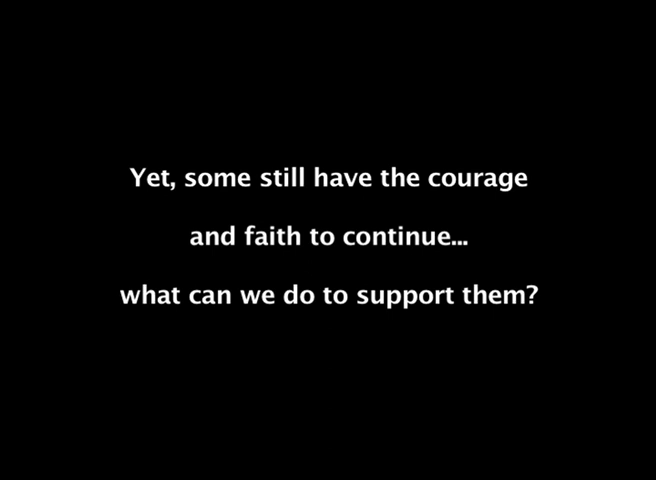 Yet, some still have the courage
and faith to continue...
what can we do to support them?